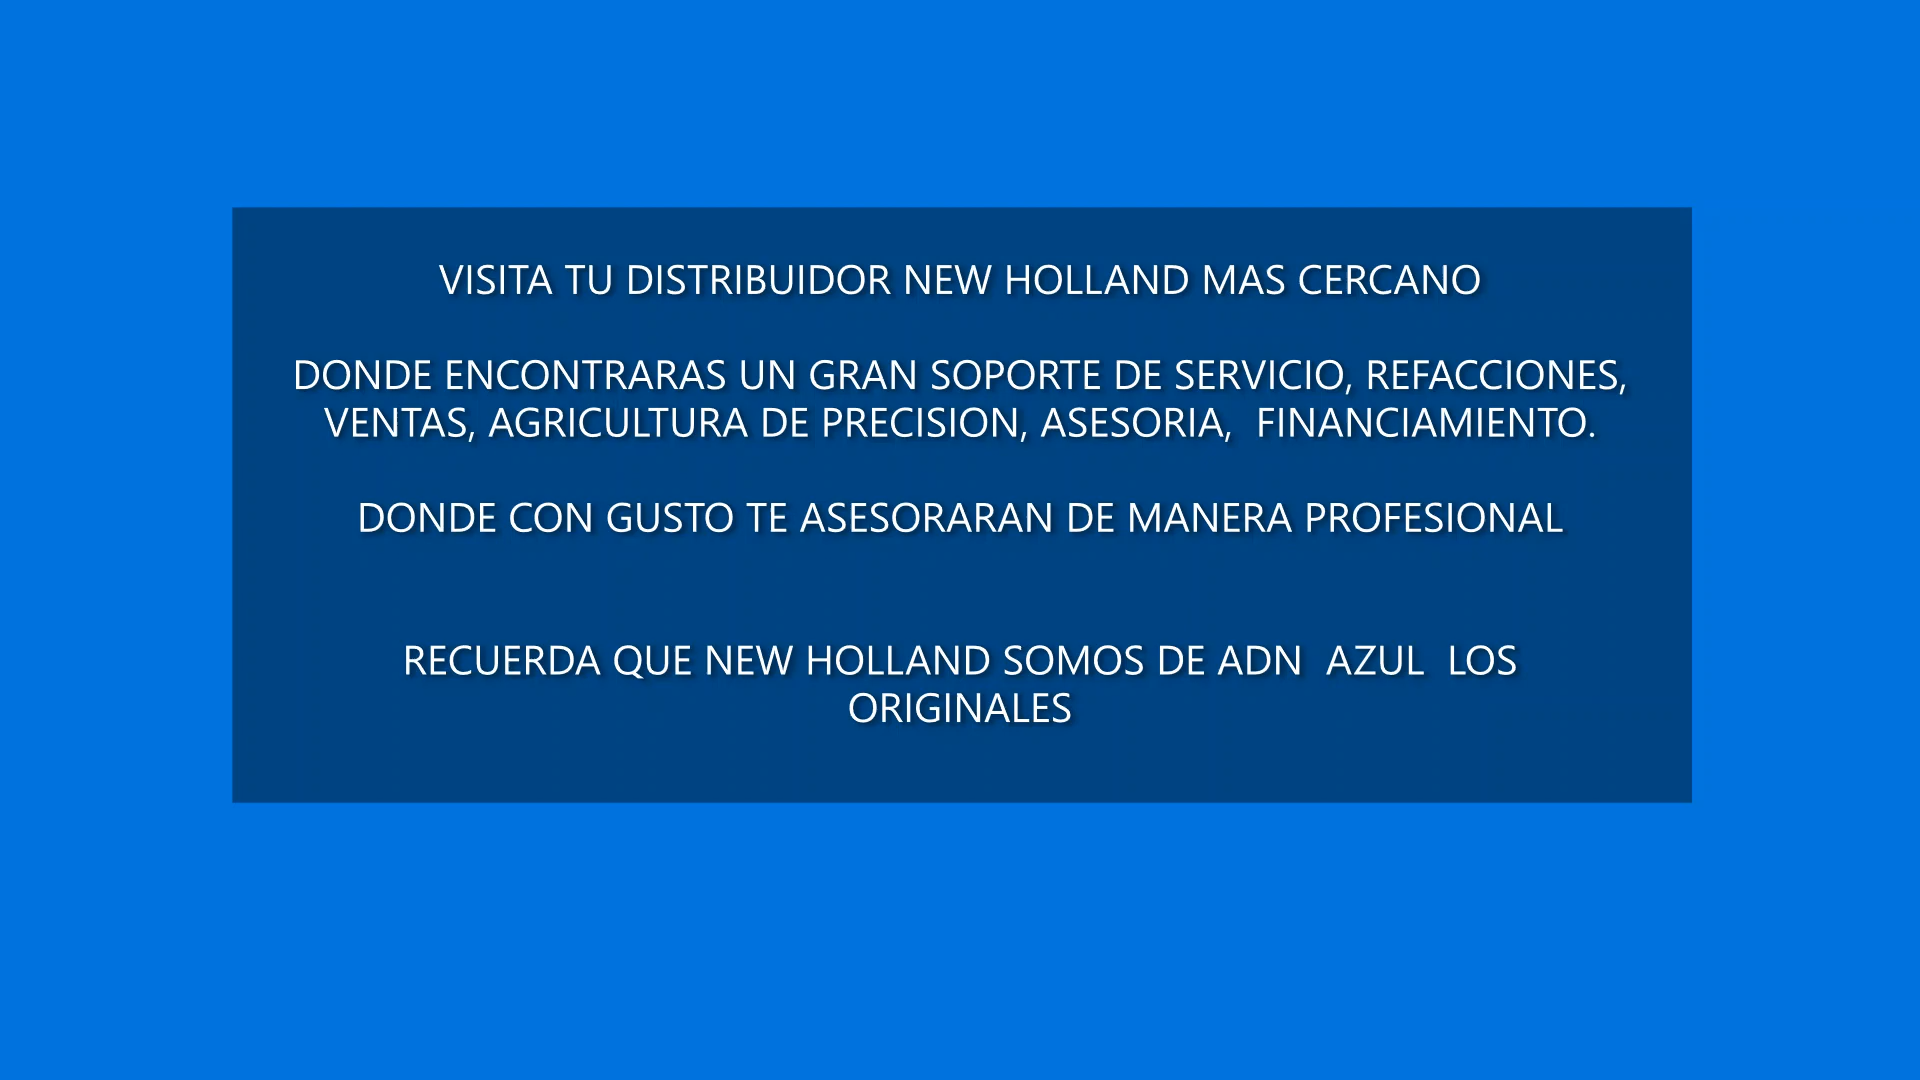 VISITA TU DISTRIBUIDOR NEW HOLLAND MAS CERCANO
DONDE ENCONTRARAS UN GRAN SOPORTE DE SERVICIO, REFACCIONES,
VENTAS, AGRICULTURA DE PRECISION, ASESORIA,  FINANCIAMIENTO.
DONDE CON GUSTO TE ASESORARAN DE MANERA PROFESIONAL
RECUERDA QUE NEW HOLLAND SOMOS DE ADN  AZUL  LOS
ORIGINALES